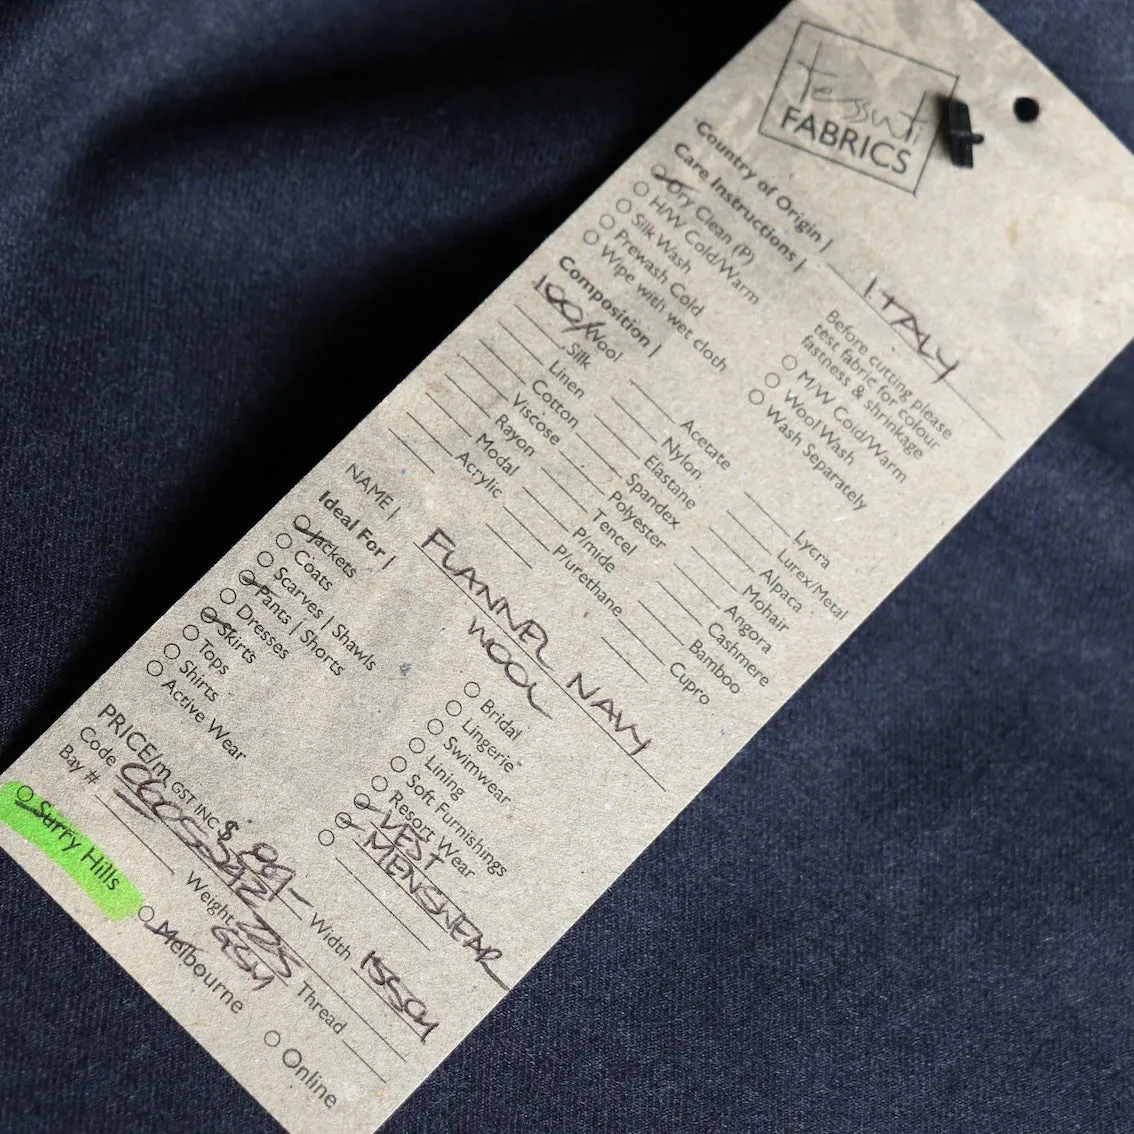 tessuti
FABRICS
Country of Origin | ITALY
Care Instructions |
Dry Clean (P)
H/W Cold/Warm
Silk Wash
Prewash Cold
Wipe with wet cloth
Before cutting please
test fabric for colour
fastness & shrinkage
M/W Cold/Warm
Wool Wash
Wash Separately
Composition |
100% Wool
Silk
Linen
Cotton
Viscose
Rayon
Modal
Acrylic
Acetate
Nylon
Elastane
Spandex
Polyester
Tencel
P/mide
P/urethane
Lycra
Lurex/Metal
Alpaca
Mohair
Angora
Cashmere
Bamboo
Cupro
NAME | FLANNEL NAVY
WOOL
Ideal For |
Jackets
Coats
Scarves | Shawls
Pants | Shorts
Dresses
Skirts
Tops
Shirts
Active Wear
Bridal
Lingerie
Swimwear
Lining
Soft Furnishings
Resort Wear
VEST
MENSWEAR
PRICE/m GST INC $ 89/- Width 155CM
Code Weight Thread
GSM
Bay #
Surry Hills
Melbourne
Online